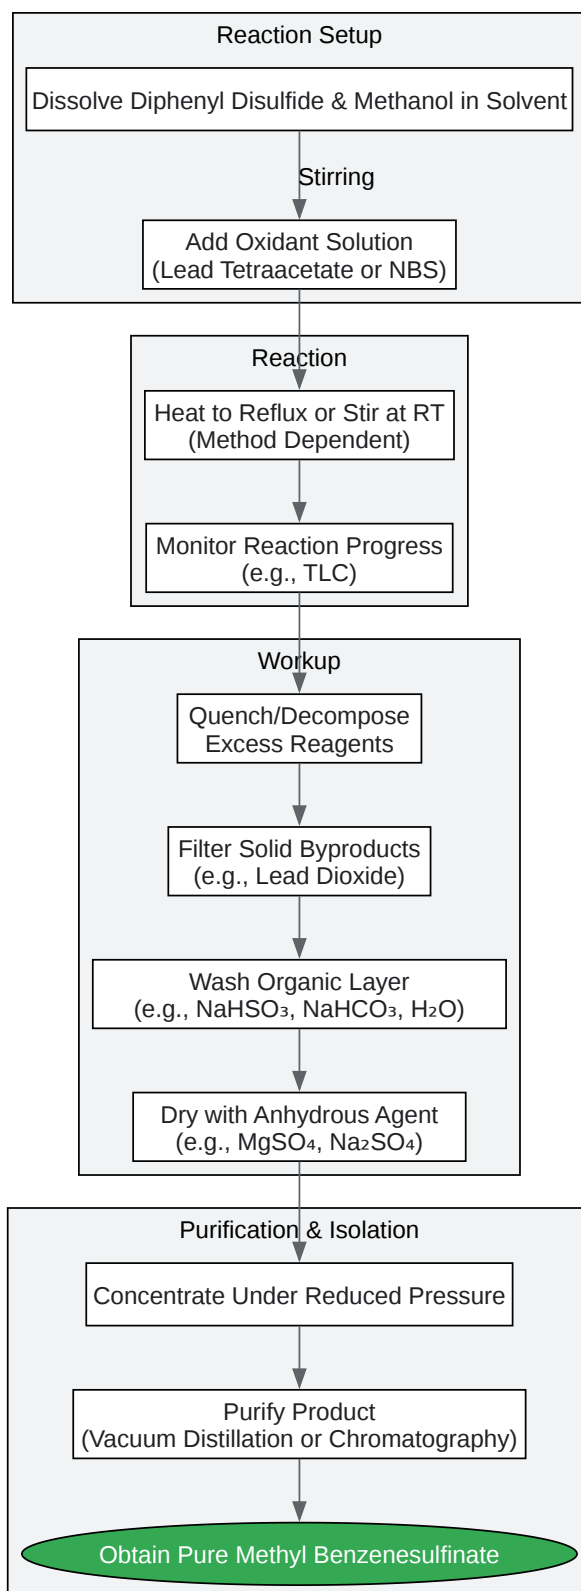 Reaction Setup
Dissolve Diphenyl Disulfide & Methanol in Solvent
Stirring
Add Oxidant Solution
(Lead Tetraacetate or NBS)
Reaction
Heat to Reflux or Stir at RT
(Method Dependent)
Monitor Reaction Progress
(e.g., TLC)
Workup
Quench/Decompose
Excess Reagents
Filter Solid Byproducts
(e.g., Lead Dioxide)
Wash Organic Layer
(e.g., NaHSO₃, NaHCO₃, H₂O)
Dry with Anhydrous Agent
(e.g., MgSO₄, Na₂SO₄)
Purification & Isolation
Concentrate Under Reduced Pressure
Purify Product
(Vacuum Distillation or Chromatography)
Obtain Pure Methyl Benzenesulfinate